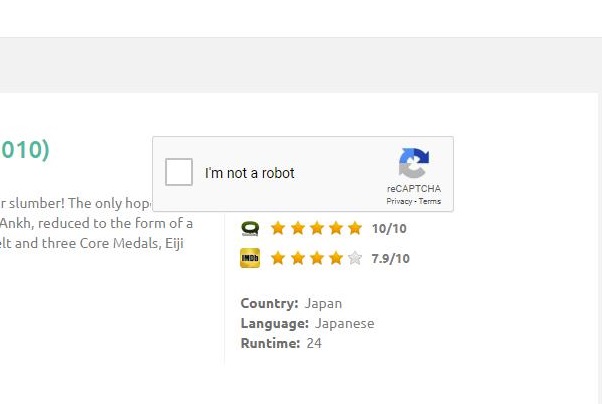 010)
I'm not a robot
reCAPTCHA
Privacy - Terms
r slumber! The only hop
Ankh, reduced to the form of a
elt and three Core Medals, Eiji
10/10
IMDb
7.9/10
Country: Japan
Language: Japanese
Runtime: 24